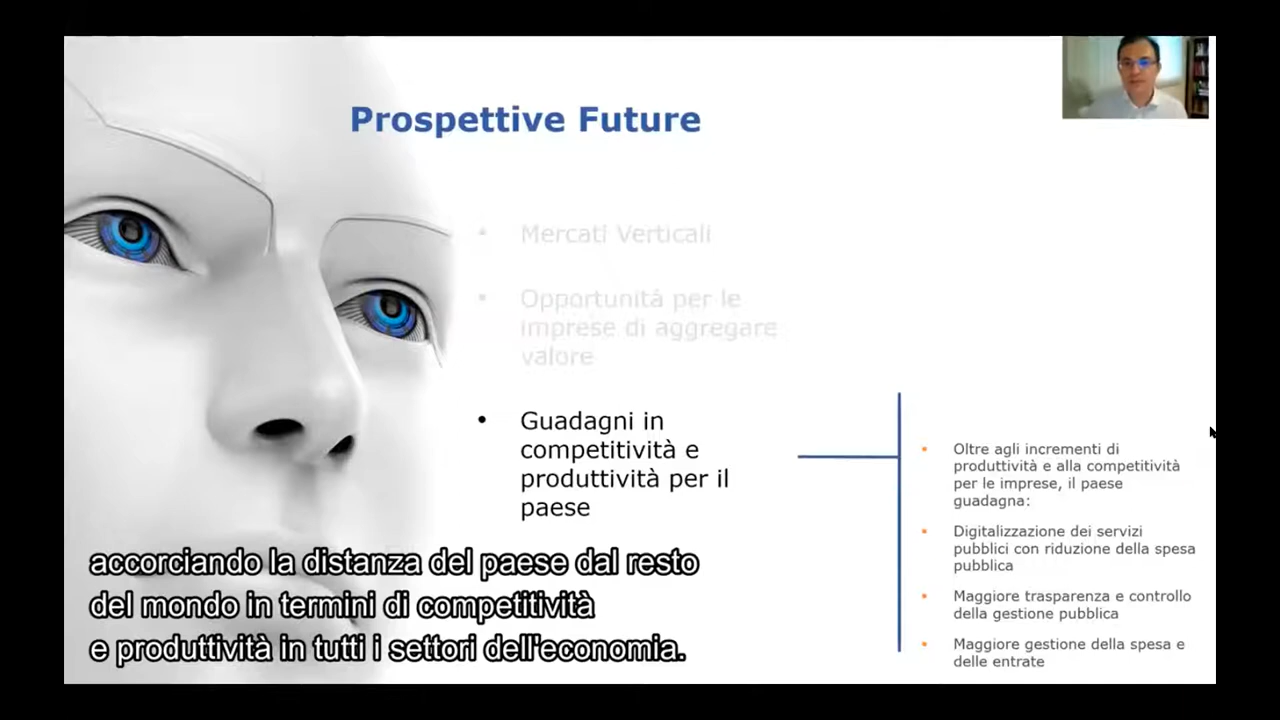 Prospettive Future
• Mercati Verticali
• Opportunità per le
imprese di aggregare
valore
• Guadagni in
competitività e
produttività per il
paese
• Oltre agli incrementi di
produttività e alla competitività
per le imprese, il paese
guadagna:
• Digitalizzazione dei servizi
pubblici con riduzione della spesa
pubblica
• Maggiore trasparenza e controllo
della gestione pubblica
• Maggiore gestione della spesa e
delle entrate
accorciando la distanza del paese dal resto
del mondo in termini di competitività
e produttività in tutti i settori dell'economia.